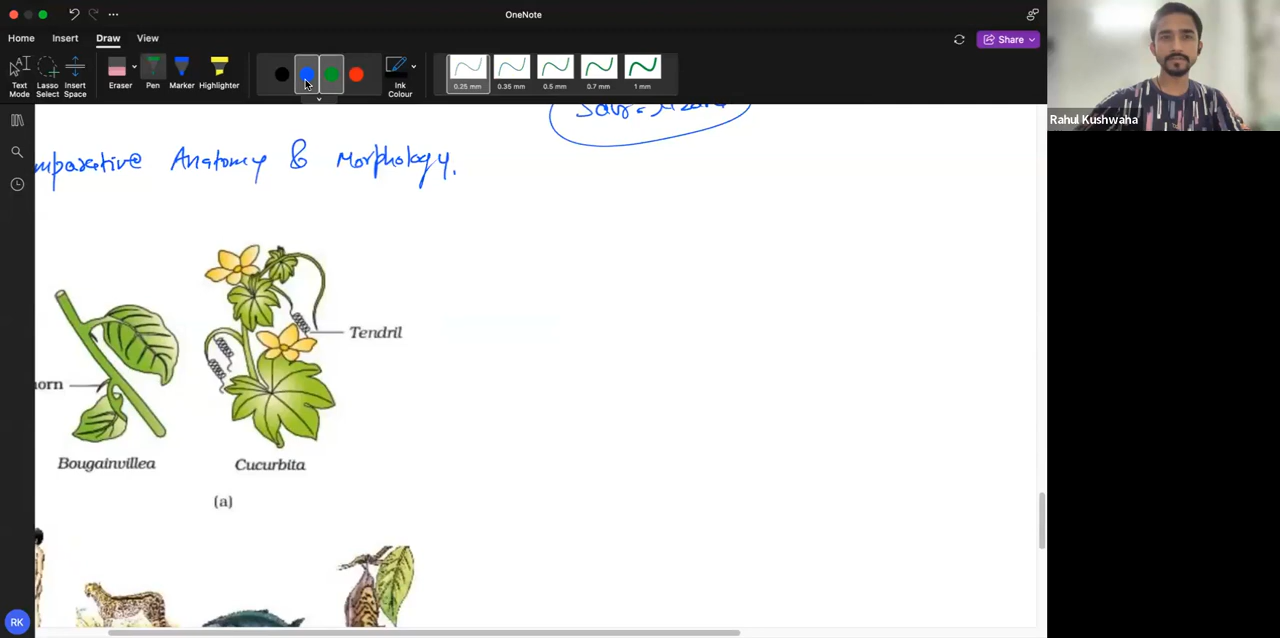 OneNote
Home Insert Draw View
Share
Text Mode
Lasso Select
Insert Space
Eraser
Pen
Marker
Highlighter
Ink Colour
0.25 mm 0.35 mm 0.5 mm 0.7 mm 1 mm
Rahul Kushwaha
mparative Anatomy & Morphology.
Tendril
orn
Bougainvillea Cucurbita
(a)
RK